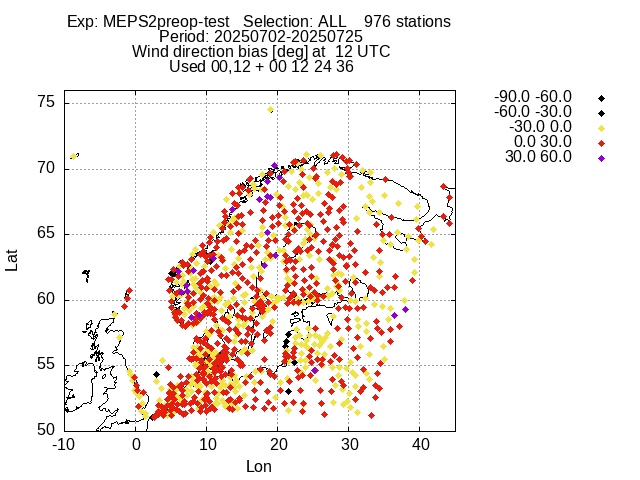 Exp: MEPS2preop-test   Selection: ALL    976 stations
Period: 20250702-20250725
Wind direction bias [deg] at  12 UTC
Used 00,12 + 00 12 24 36
-90.0 -60.0
-60.0 -30.0
-30.0 0.0
0.0 30.0
30.0 60.0
75
70
65
60
55
50
Lat
-10 0 10 20 30 40
Lon